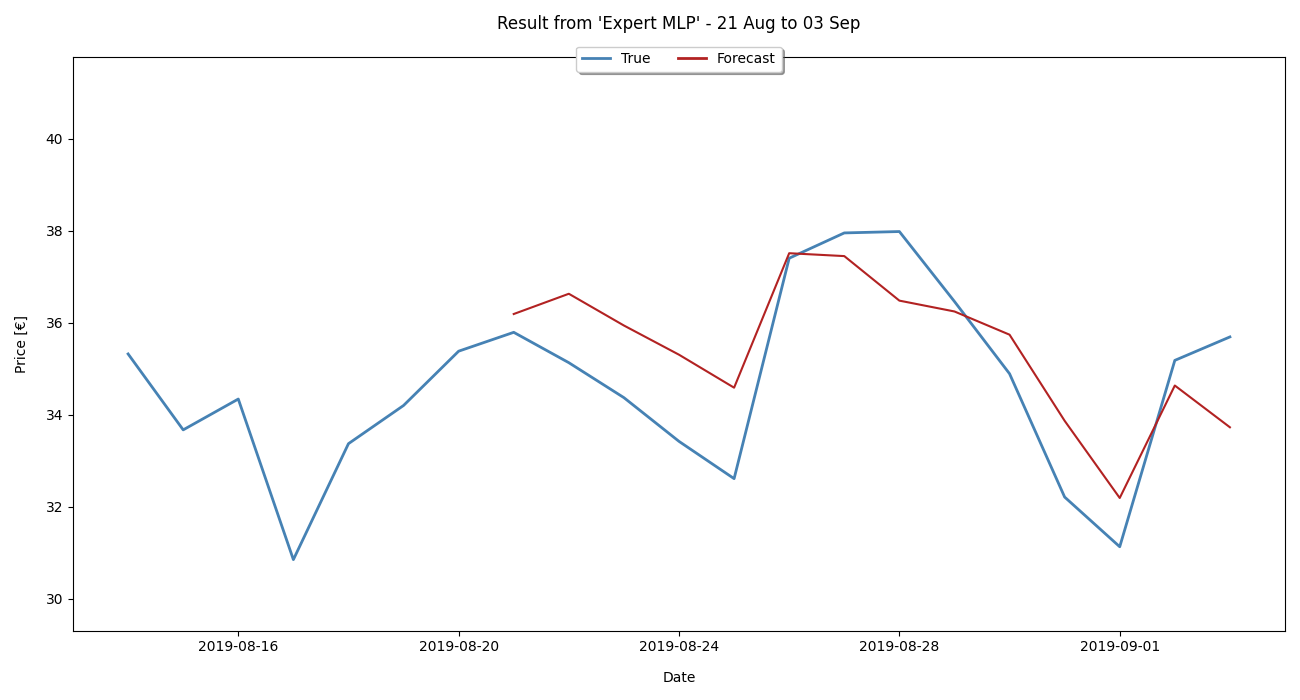 Result from 'Expert MLP' - 21 Aug to 03 Sep
True Forecast
40
38
36
34
32
30
Price [€]
2019-08-16 2019-08-20 2019-08-24 2019-08-28 2019-09-01
Date